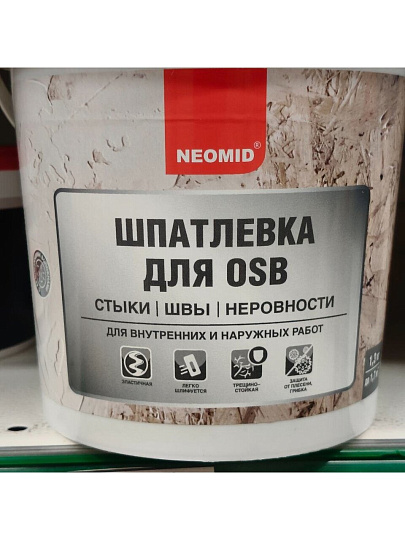 NEOMID®
ШПАТЛЕВКА
ДЛЯ OSB
СТЫКИ | ШВЫ | НЕРОВНОСТИ
ДЛЯ ВНУТРЕННИХ И НАРУЖНЫХ РАБОТ
ЭЛАСТИЧНАЯ
ЛЕГКО
ШЛИФУЕТСЯ
ТРЕЩИНО-
СТОЙКАЯ
ЗАЩИТА
ОТ ПЛЕСЕНИ,
ГРИБКА